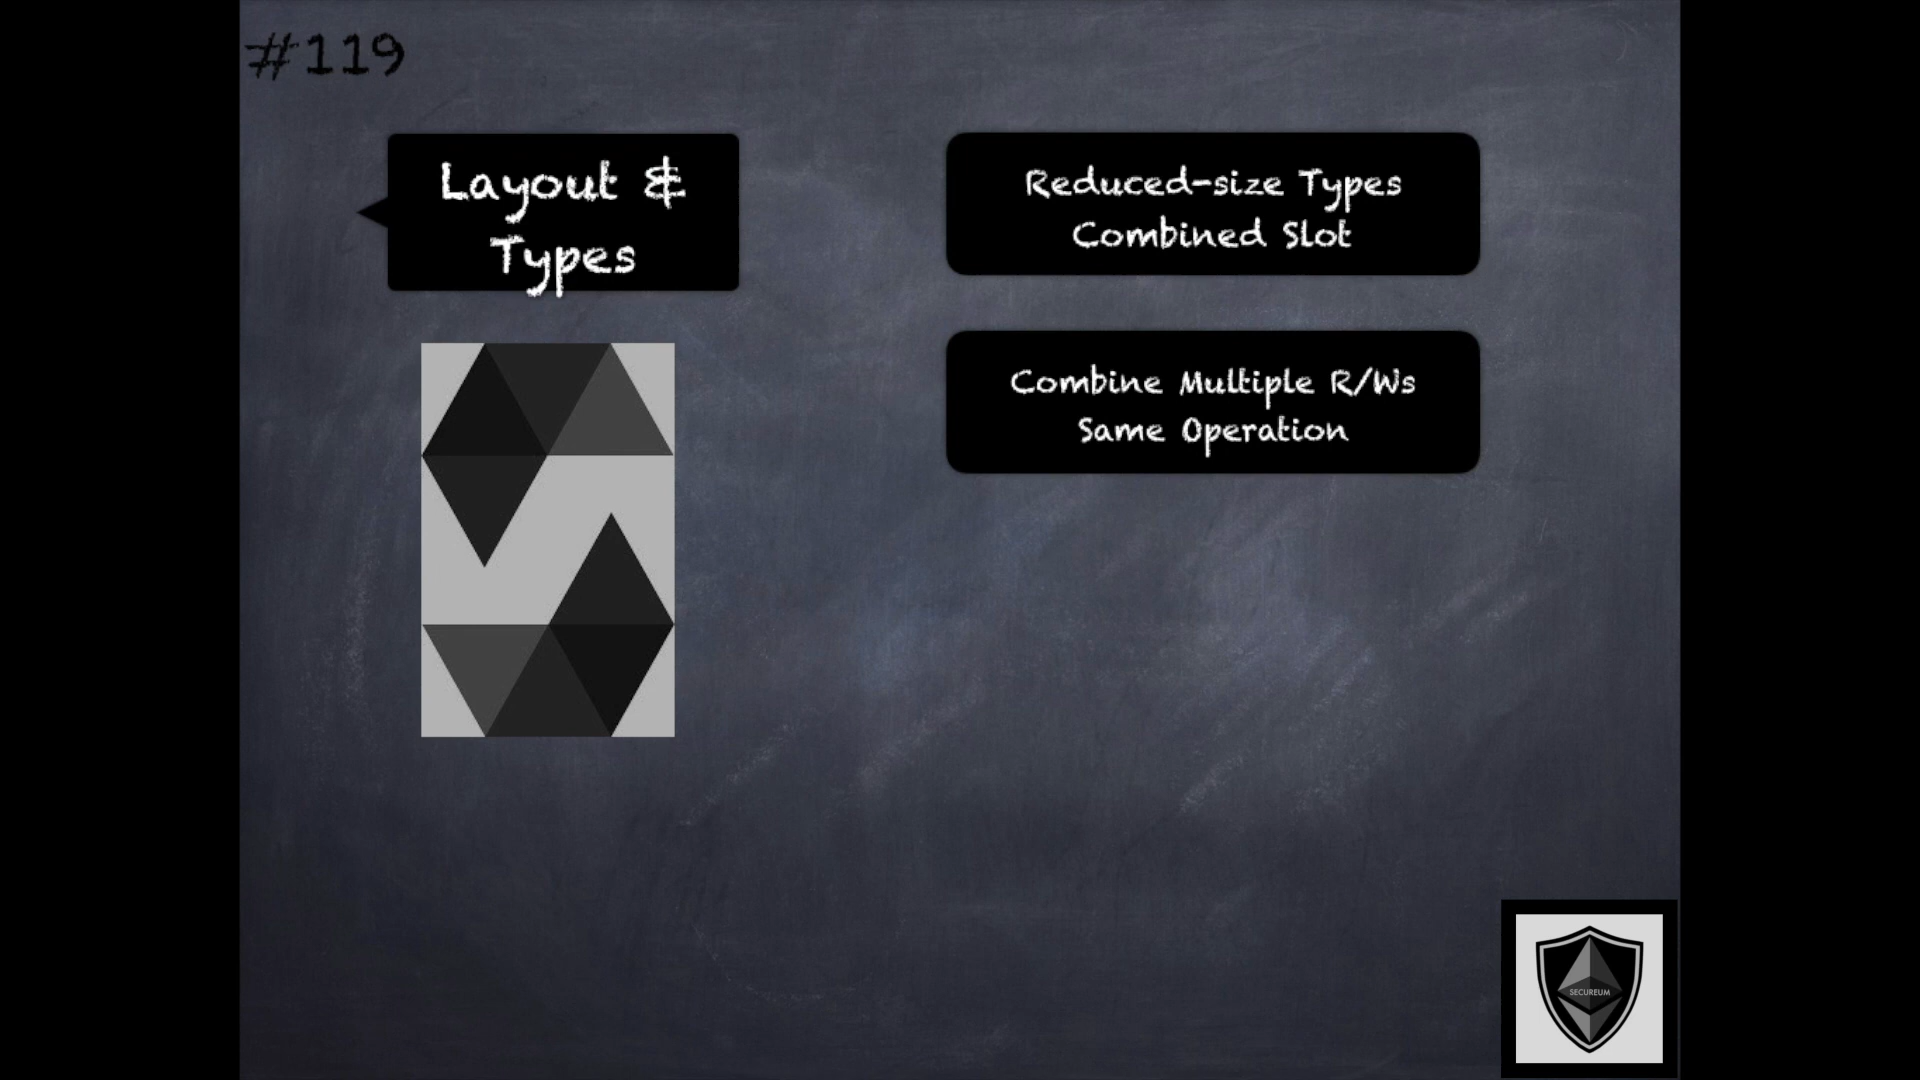 #119
Layout &
Types
Reduced-size Types
Combined Slot
Combine Multiple R/Ws
Same Operation
SECUREUM